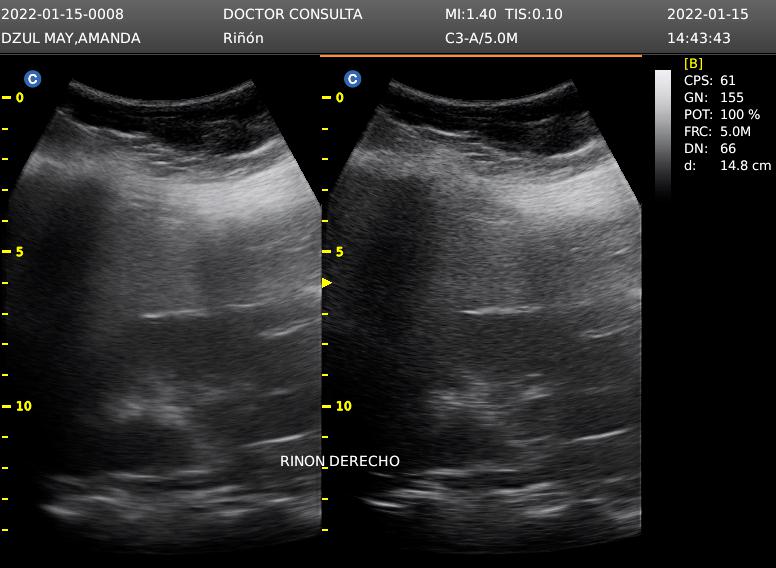 2022-01-15-0008 DOCTOR CONSULTA MI:1.40 TIS:0.10 2022-01-15
DZUL MAY,AMANDA Riñón C3-A/5.0M 14:43:43
C C [B]
0 0 CPS: 61
GN: 155
POT: 100 %
FRC: 5.0M
DN: 66
d: 14.8 cm
5 5
10 10
RINON DERECHO